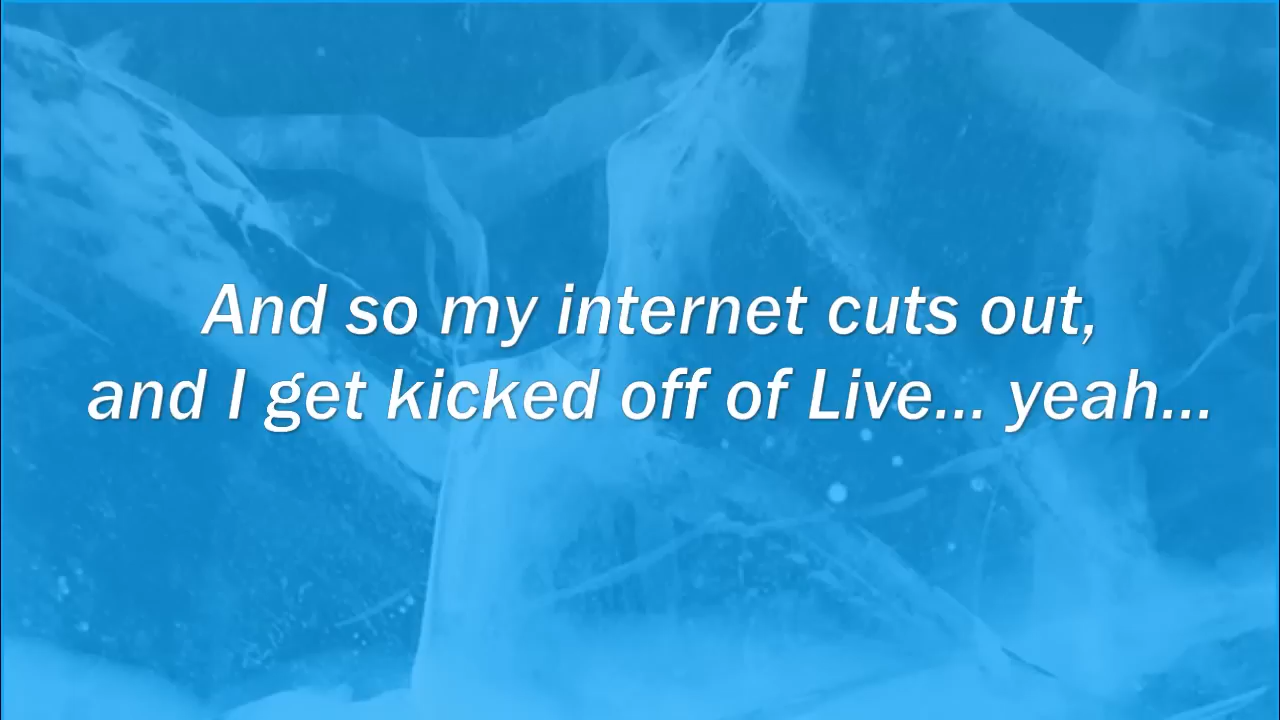 And so my internet cuts out,
and I get kicked off of Live... yeah...